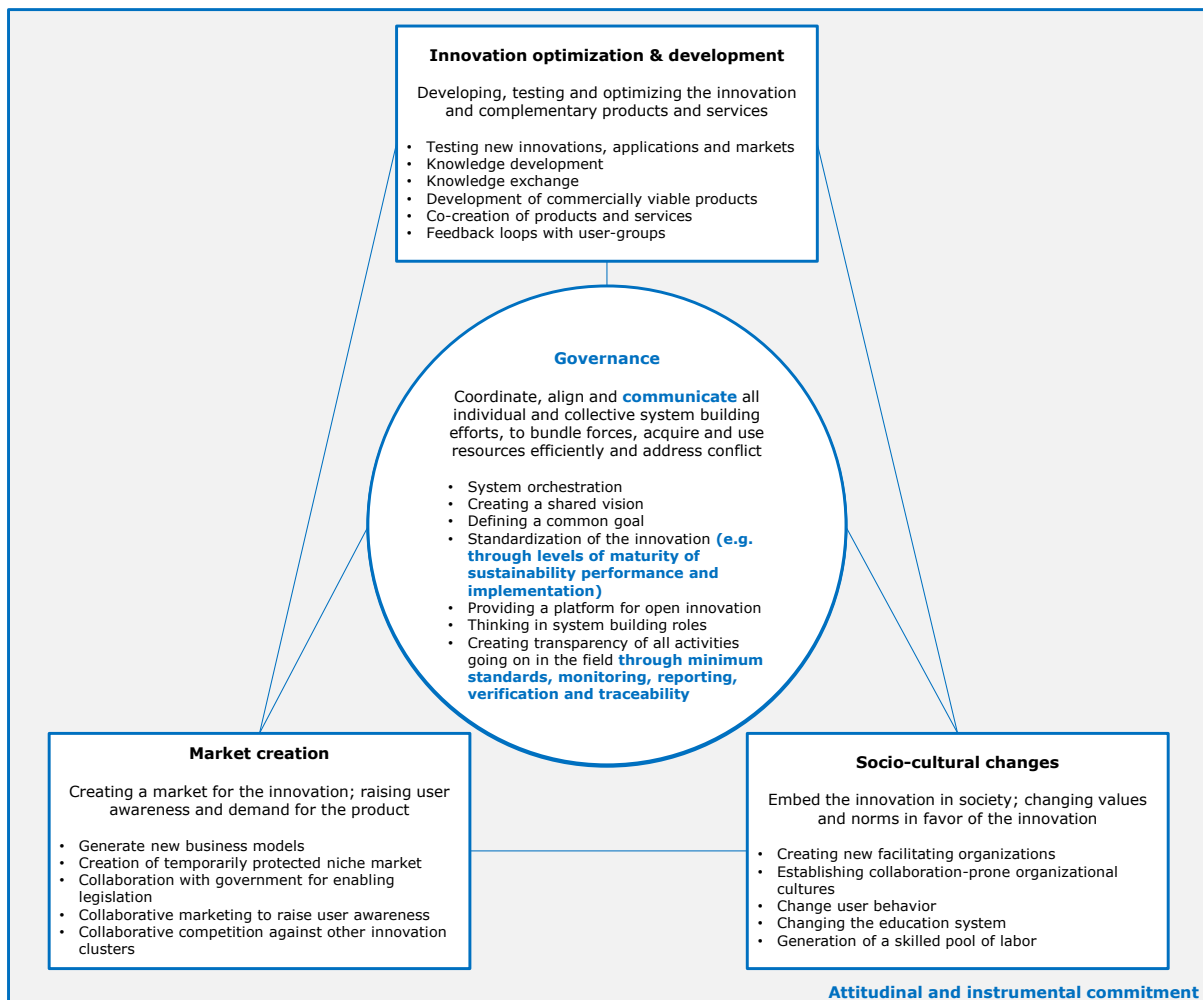 Innovation optimization & development
Developing, testing and optimizing the innovation
and complementary products and services
• Testing new innovations, applications and markets
• Knowledge development
• Knowledge exchange
• Development of commercially viable products
• Co-creation of products and services
• Feedback loops with user-groups
Governance
Coordinate, align and communicate all
individual and collective system building
efforts, to bundle forces, acquire and use
resources efficiently and address conflict
• System orchestration
• Creating a shared vision
• Defining a common goal
• Standardization of the innovation (e.g.
through levels of maturity of
sustainability performance and
implementation)
• Providing a platform for open innovation
• Thinking in system building roles
• Creating transparency of all activities
going on in the field through minimum
standards, monitoring, reporting,
verification and traceability
Market creation
Creating a market for the innovation; raising user
awareness and demand for the product
• Generate new business models
• Creation of temporarily protected niche market
• Collaboration with government for enabling
legislation
• Collaborative marketing to raise user awareness
• Collaborative competition against other innovation
clusters
Socio-cultural changes
Embed the innovation in society; changing values
and norms in favor of the innovation
• Creating new facilitating organizations
• Establishing collaboration-prone organizational
cultures
• Change user behavior
• Changing the education system
• Generation of a skilled pool of labor
Attitudinal and instrumental commitment